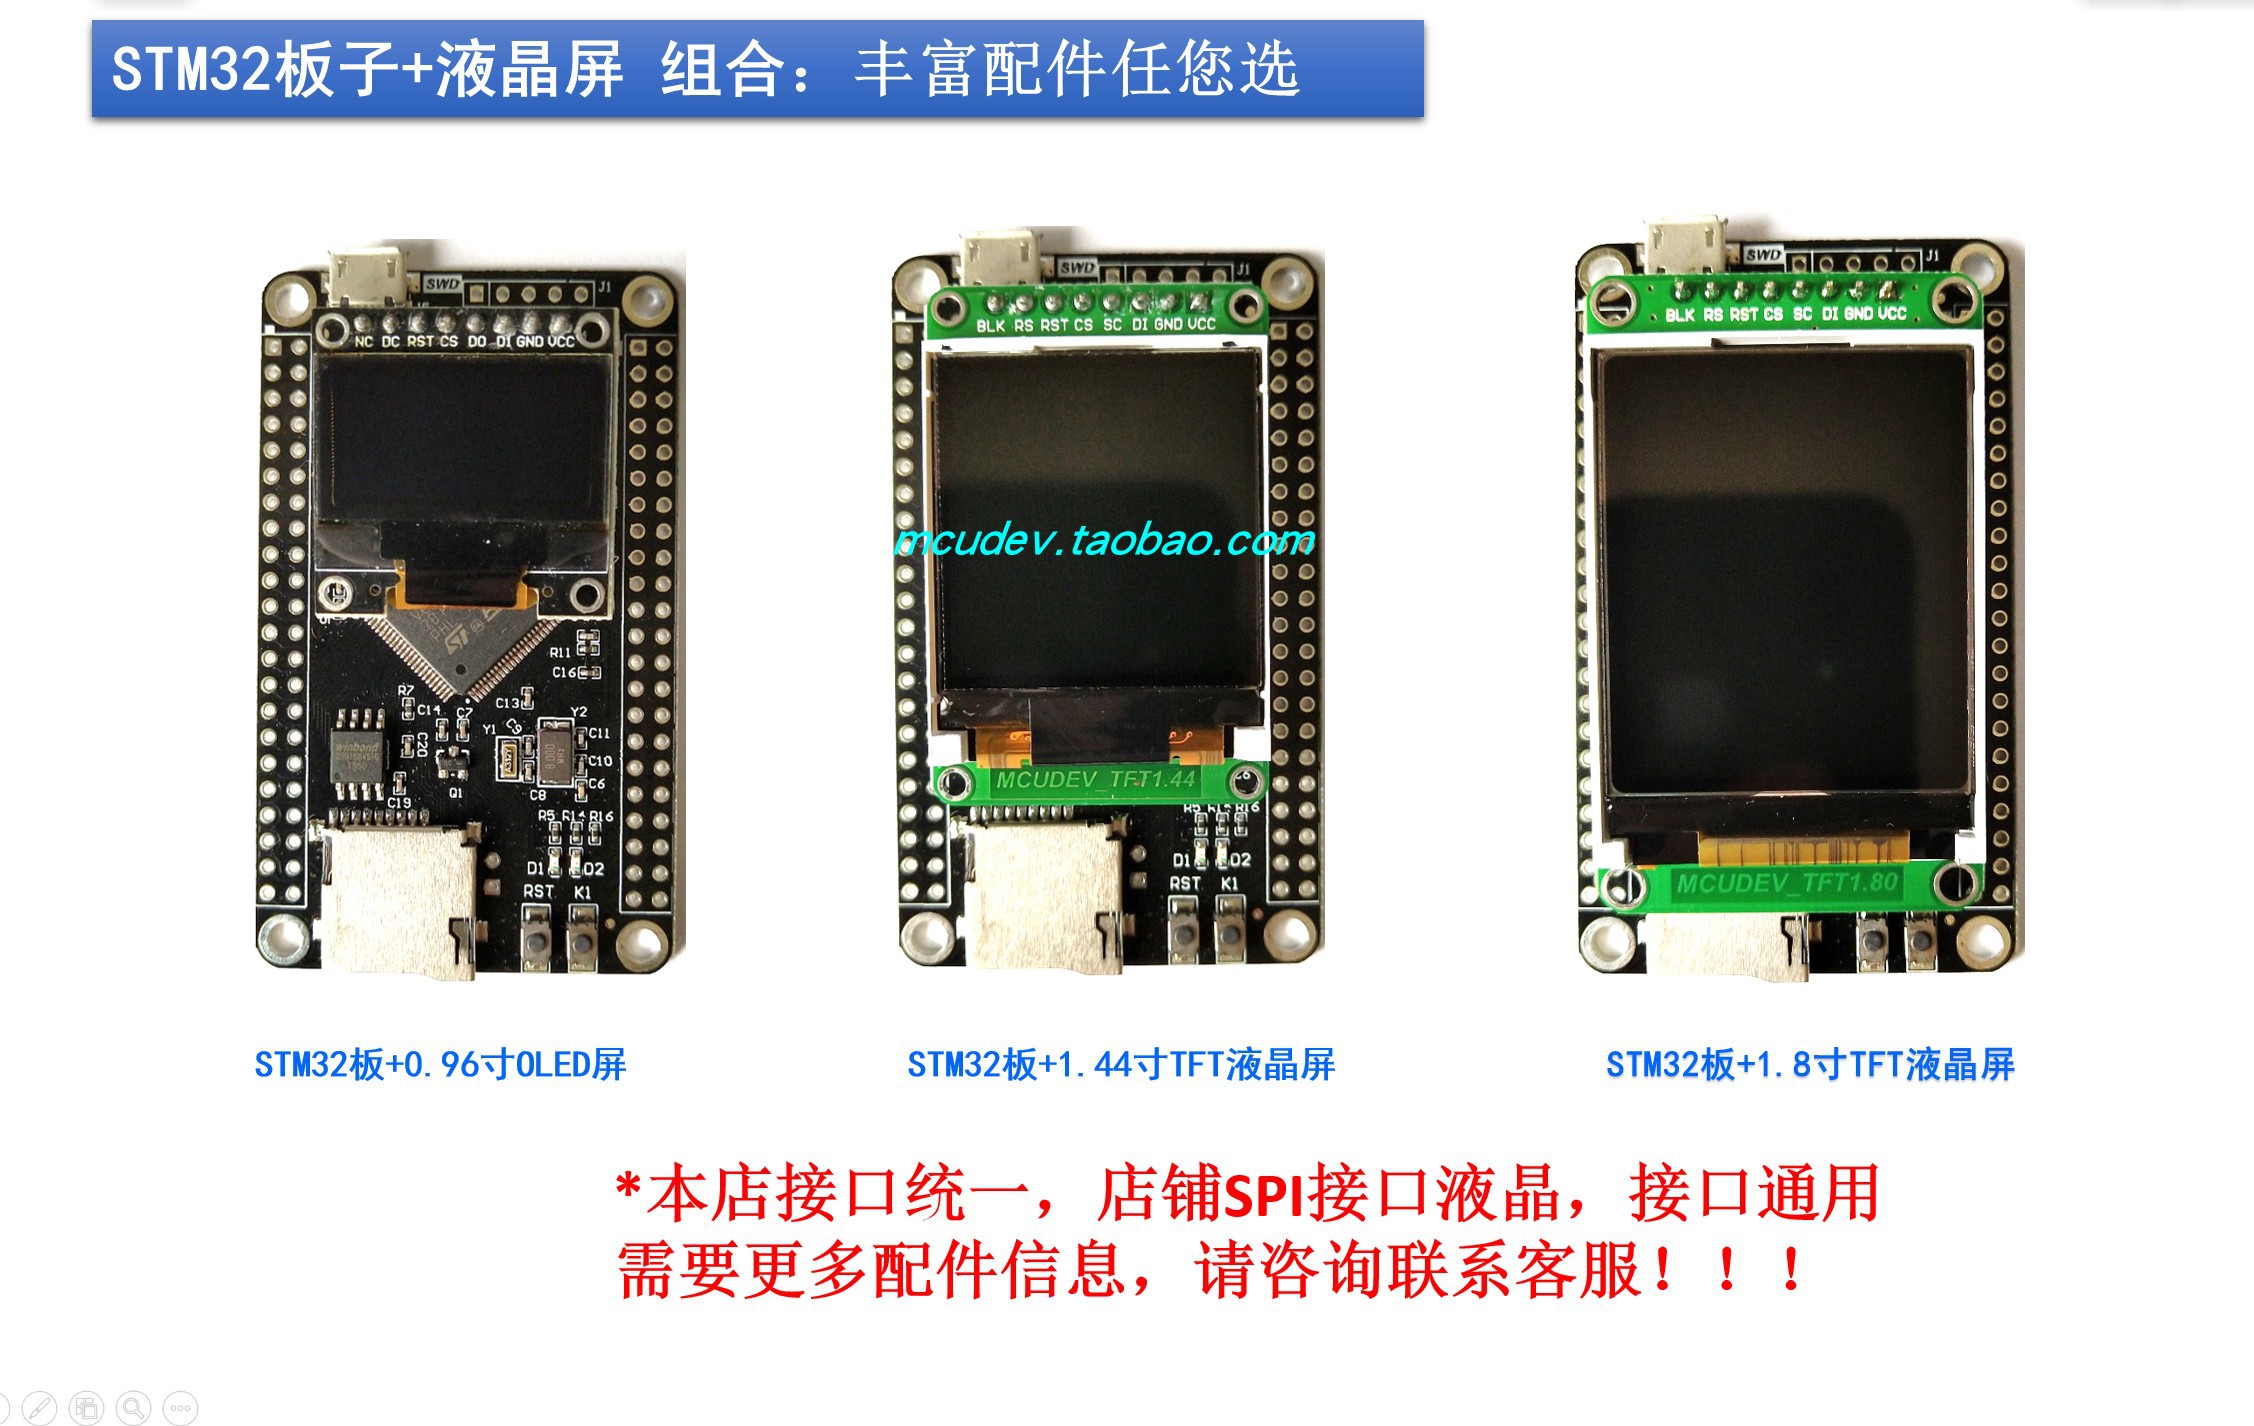 STM32板子+液晶屏 组合：丰富配件任您选
SWD
J1
NC DC RST CS DO DI GND VCC
R11
C16
R7
C14
C7
C13
Y2
Y1
C9
C11
C20
winbond
8.000
C10
C6
C8
Q1
C19
R5 R14 R16
D1
D2
RST
K1
SWD
J1
BLK RS RST CS SC DI GND VCC
mcudev.taobao.com
MCUDEV_TFT1.44
R5 R14 R16
D1
D2
RST
K1
SWD
J1
BLK RS RST CS SC DI GND VCC
MCUDEV_TFT1.80
STM32板+0.96寸OLED屏
STM32板+1.44寸TFT液晶屏
STM32板+1.8寸TFT液晶屏
*本店接口统一，店铺SPI接口液晶，接口通用
需要更多配件信息，请咨询联系客服！！！